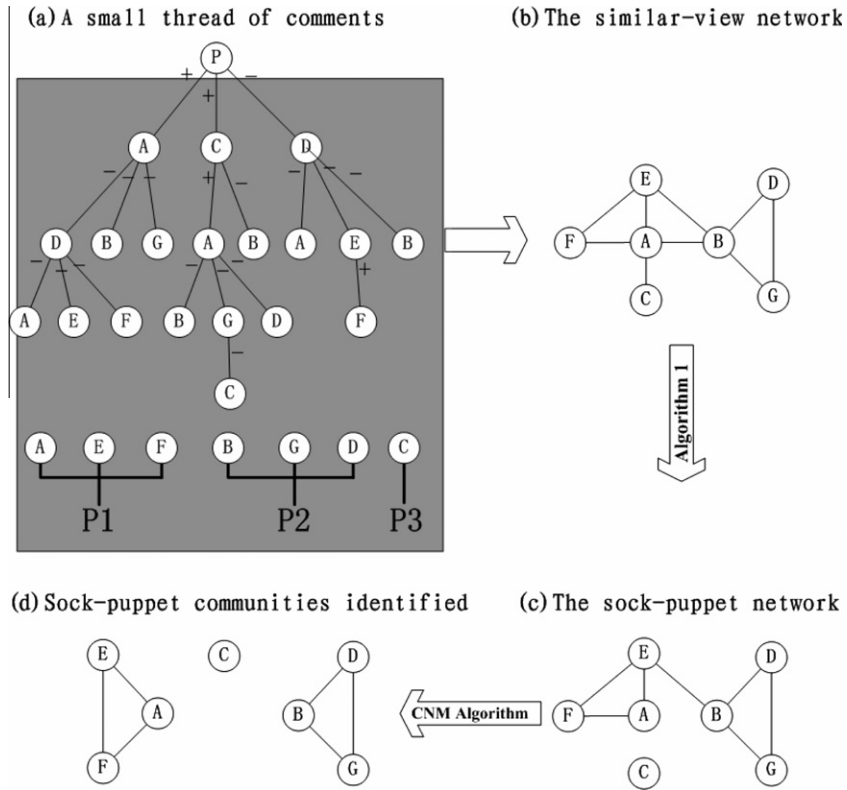 (a) A small thread of comments
(b) The similar-view network
P
+ + −
A C D
− − − + − − − −
D B G A B A E B
− − − − − − +
A E F B G D F
−
C
A E F B G D C
P1 P2 P3
E D
F A B
C G
Algorithm 1
(d) Sock-puppet communities identified
(c) The sock-puppet network
E C D
A B
F G
CNM Algorithm
E D
F A B
C G